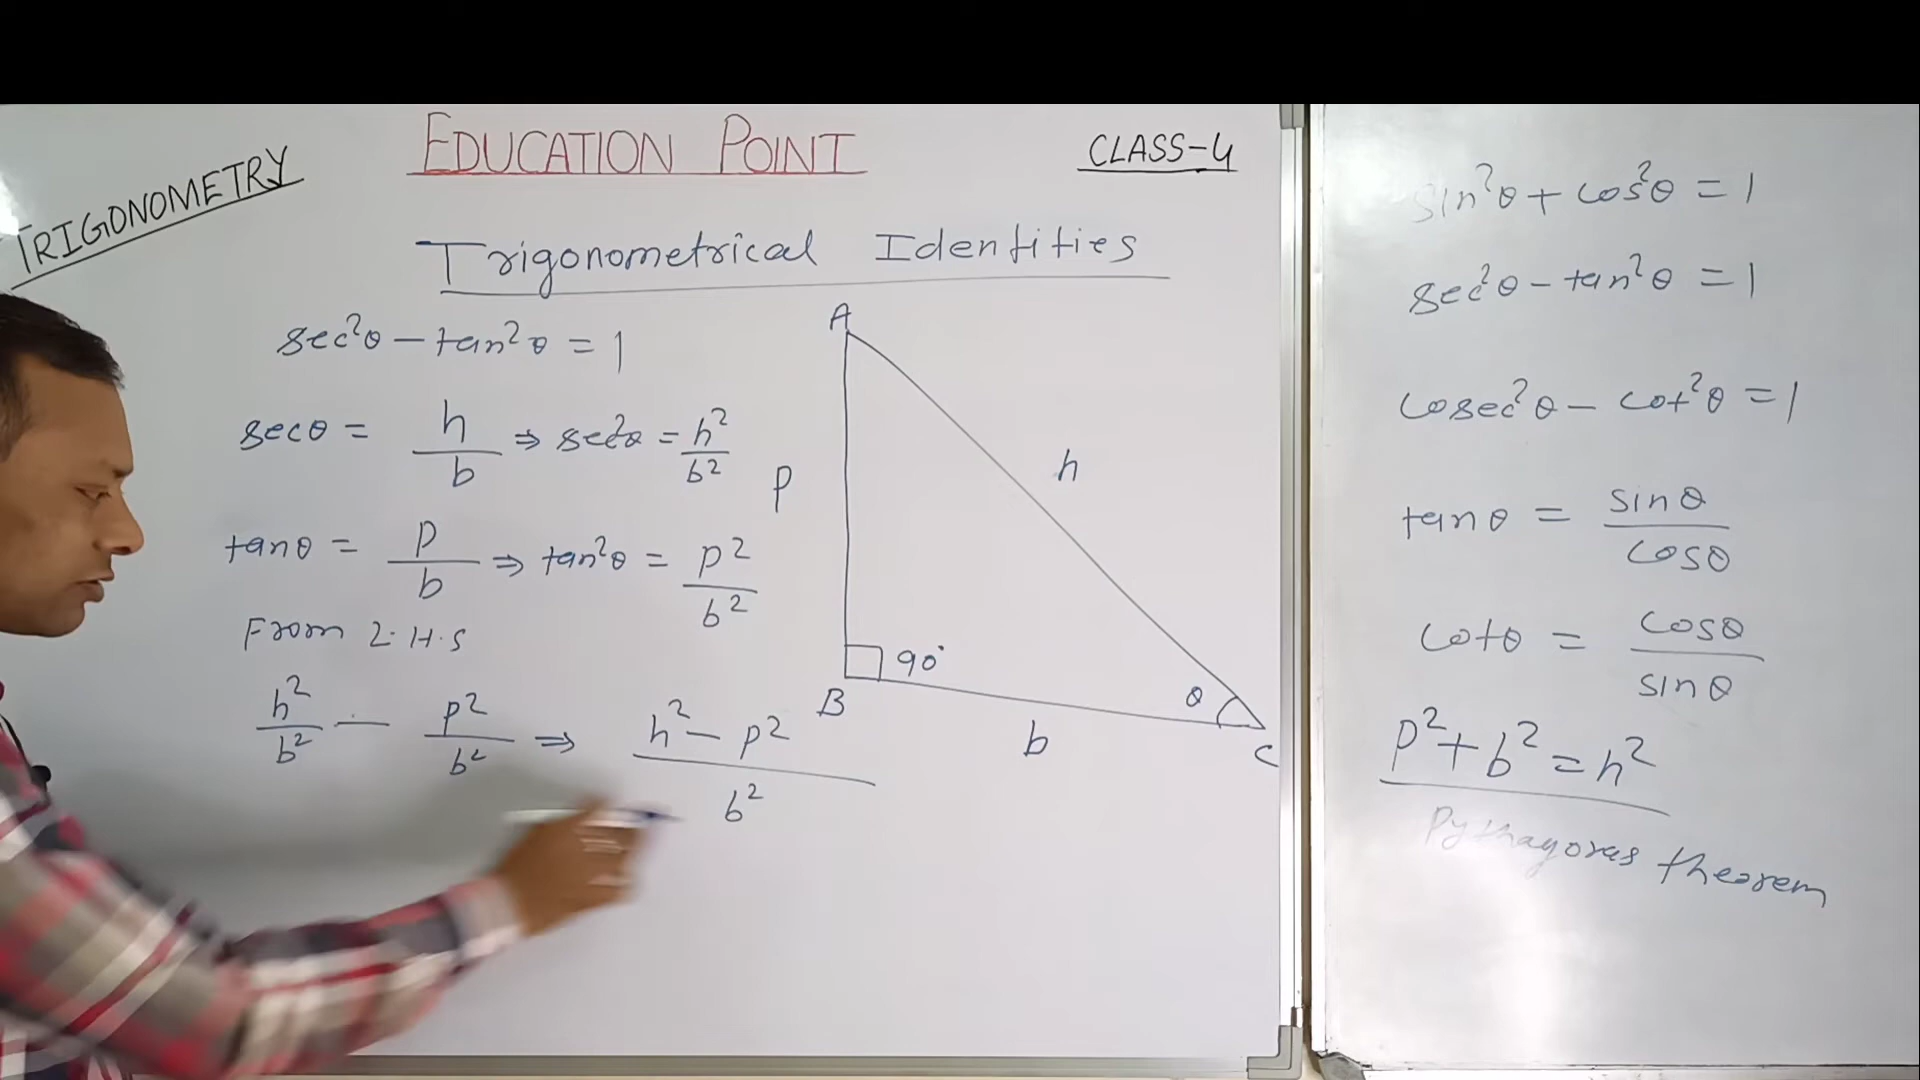 EDUCATION POINT
CLASS-4
TRIGONOMETRY
Trigonometrical Identities
sec²θ - tan²θ = 1
secθ = h/b ⇒ sec²θ = h²/b²
tanθ = p/b ⇒ tan²θ = p²/b²
From L.H.S
h²/b² - p²/b² ⇒ h² - p²/b²
A
p
h
90°
B
θ
b
C
sin²θ + cos²θ = 1
sec²θ - tan²θ = 1
cosec²θ - cot²θ = 1
tanθ = sinθ/cosθ
cotθ = cosθ/sinθ
p² + b² = h²
Pythagoras theorem